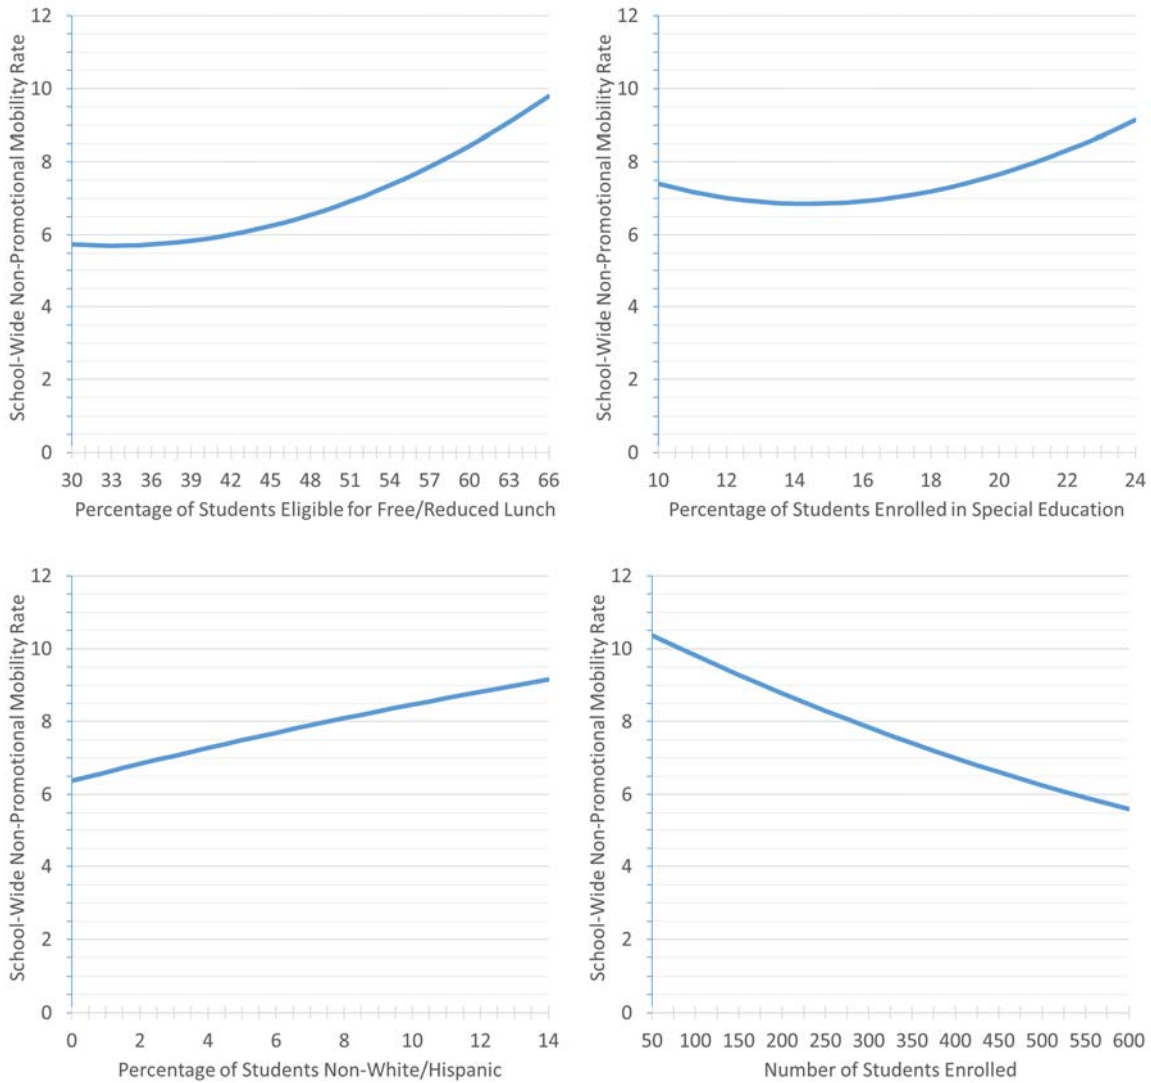 School-Wide Non-Promotional Mobility Rate
12
10
8
6
4
2
0
30 33 36 39 42 45 48 51 54 57 60 63 66
Percentage of Students Eligible for Free/Reduced Lunch
School-Wide Non-Promotional Mobility Rate
12
10
8
6
4
2
0
10 12 14 16 18 20 22 24
Percentage of Students Enrolled in Special Education
School-Wide Non-Promotional Mobility Rate
12
10
8
6
4
2
0
0 2 4 6 8 10 12 14
Percentage of Students Non-White/Hispanic
School-Wide Non-Promotional Mobility Rate
12
10
8
6
4
2
0
50 100 150 200 250 300 350 400 450 500 550 600
Number of Students Enrolled